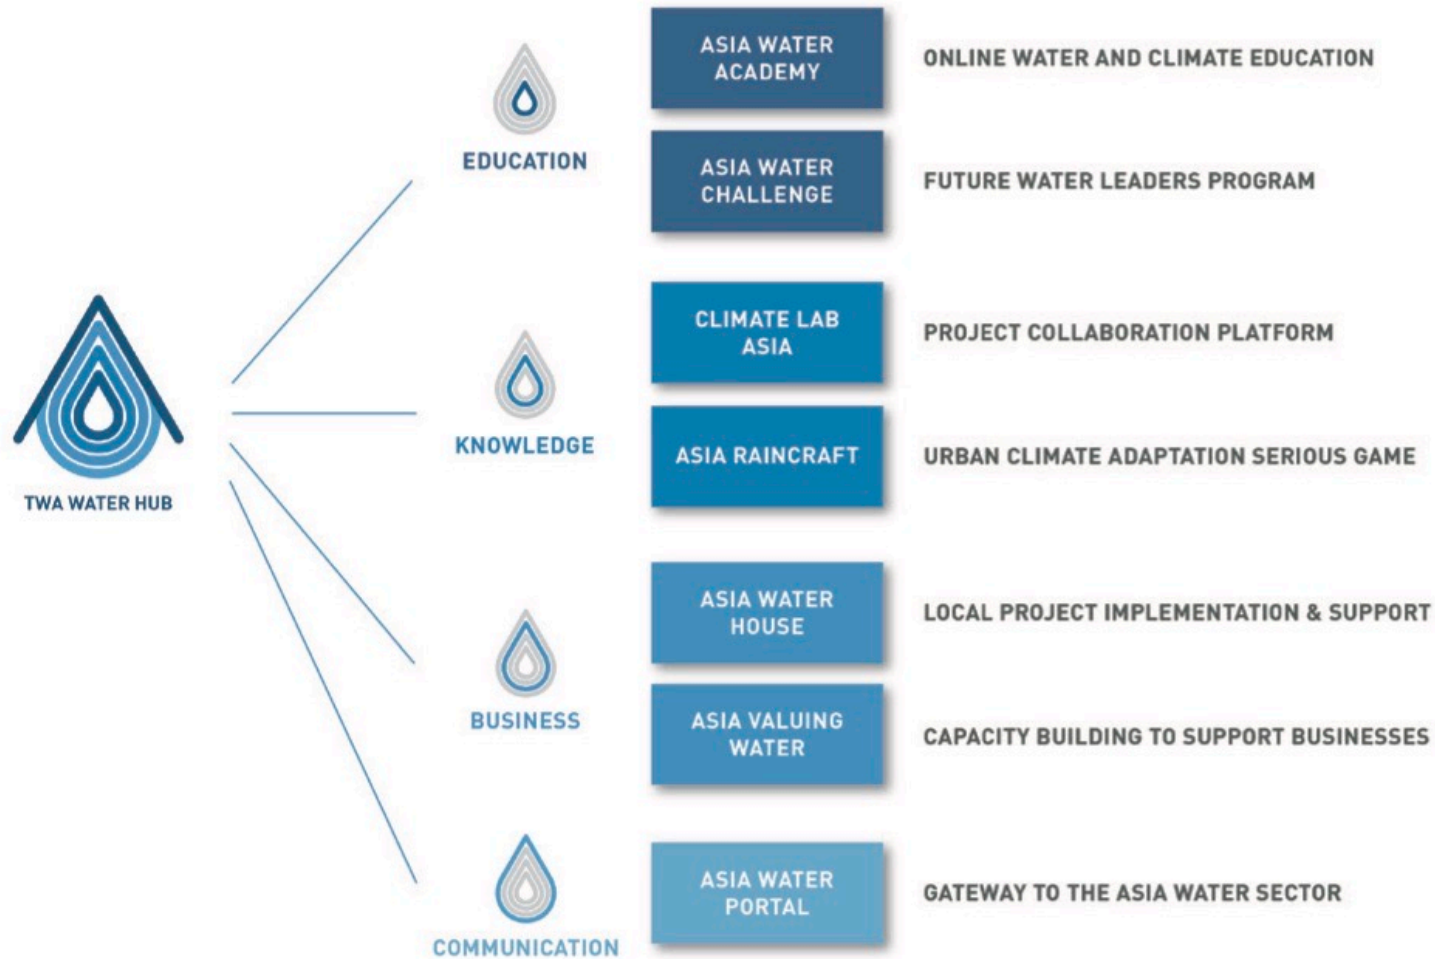 TWA WATER HUB
EDUCATION
ASIA WATER
ACADEMY
ONLINE WATER AND CLIMATE EDUCATION
ASIA WATER
CHALLENGE
FUTURE WATER LEADERS PROGRAM
KNOWLEDGE
CLIMATE LAB
ASIA
PROJECT COLLABORATION PLATFORM
ASIA RAINCRAFT
URBAN CLIMATE ADAPTATION SERIOUS GAME
BUSINESS
ASIA WATER
HOUSE
LOCAL PROJECT IMPLEMENTATION & SUPPORT
ASIA VALUING
WATER
CAPACITY BUILDING TO SUPPORT BUSINESSES
COMMUNICATION
ASIA WATER
PORTAL
GATEWAY TO THE ASIA WATER SECTOR